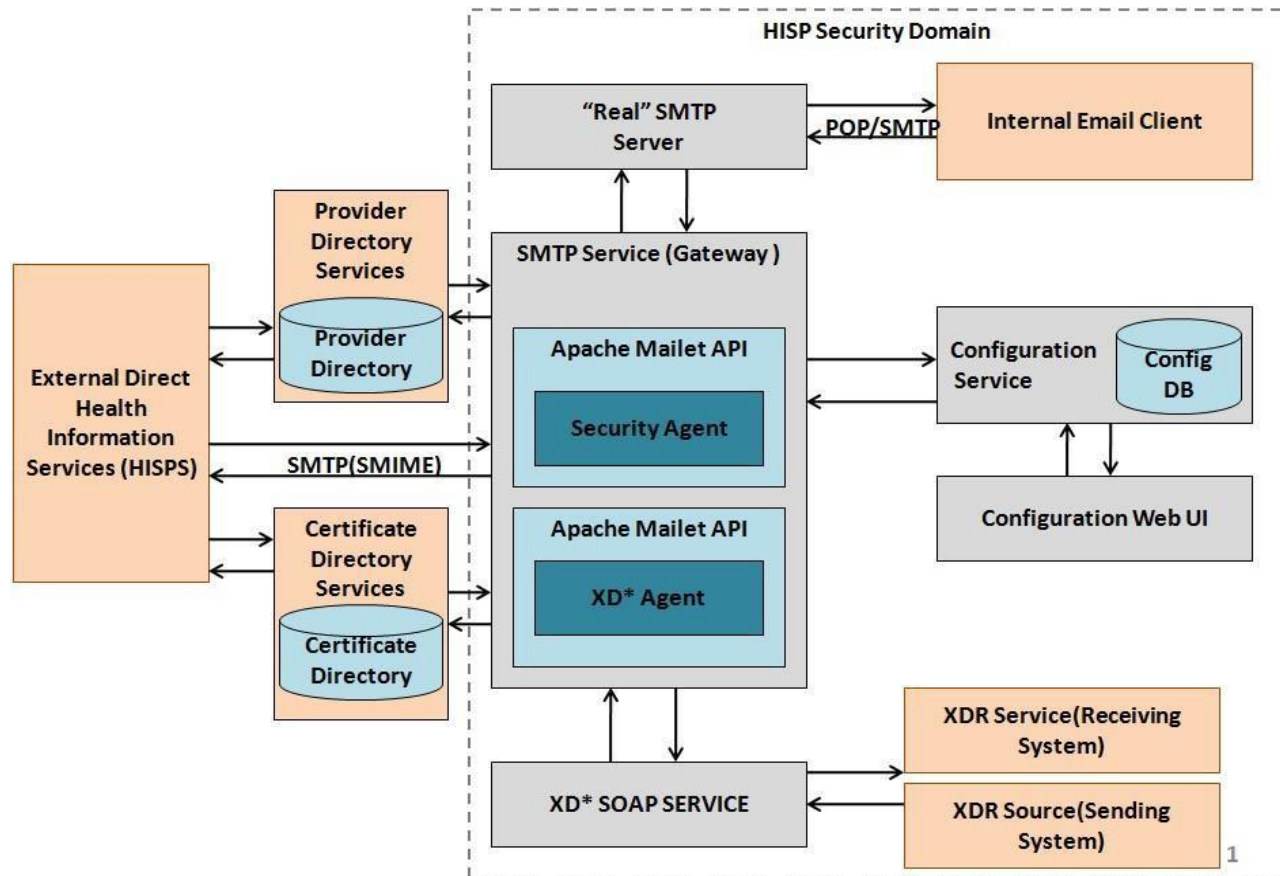 HISP Security Domain
“Real” SMTP
Server
POP/SMTP
Internal Email Client
Provider
Directory
Services
Provider
Directory
SMTP Service (Gateway )
Apache Mailet API
Security Agent
Apache Mailet API
XD* Agent
Configuration
Service
Config
DB
External Direct
Health
Information
Services (HISPS)
SMTP(SMIME)
Configuration Web UI
Certificate
Directory
Services
Certificate
Directory
XDR Service(Receiving
System)
XD* SOAP SERVICE
XDR Source(Sending
System)
1